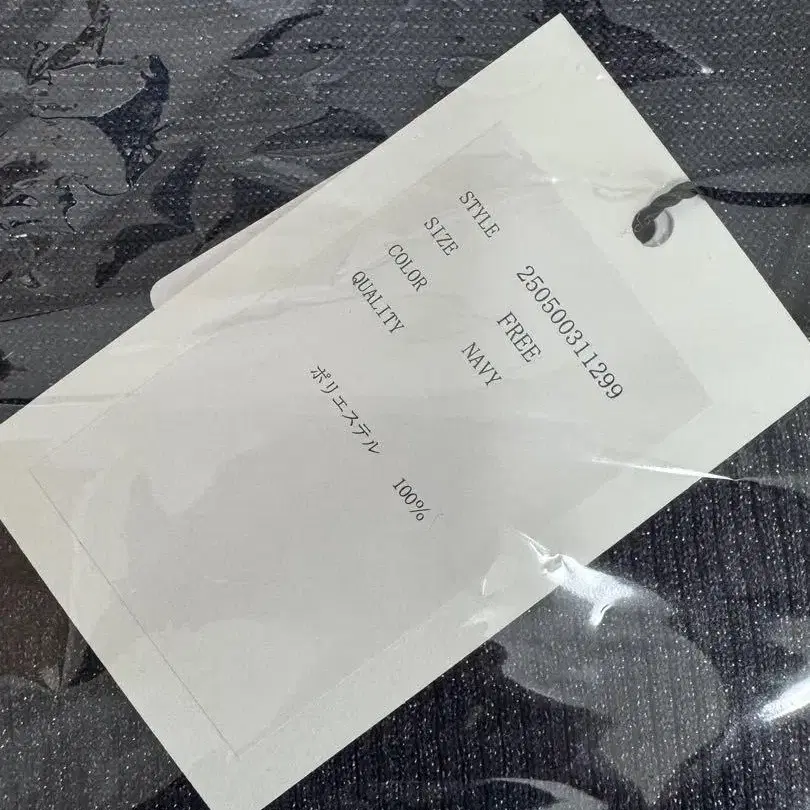 STYLE 250500311299
SIZE FREE
COLOR NAVY
QUALITY
ポリエステル 100%